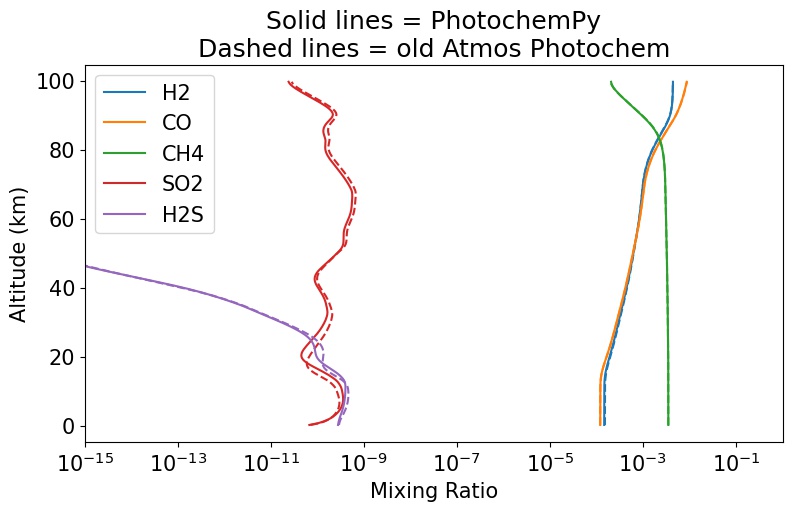 Solid lines = PhotochemPy
Dashed lines = old Atmos Photochem
H2
CO
CH4
SO2
H2S
Altitude (km)
100
80
60
40
20
0
10⁻¹⁵ 10⁻¹³ 10⁻¹¹ 10⁻⁹ 10⁻⁷ 10⁻⁵ 10⁻³ 10⁻¹
Mixing Ratio